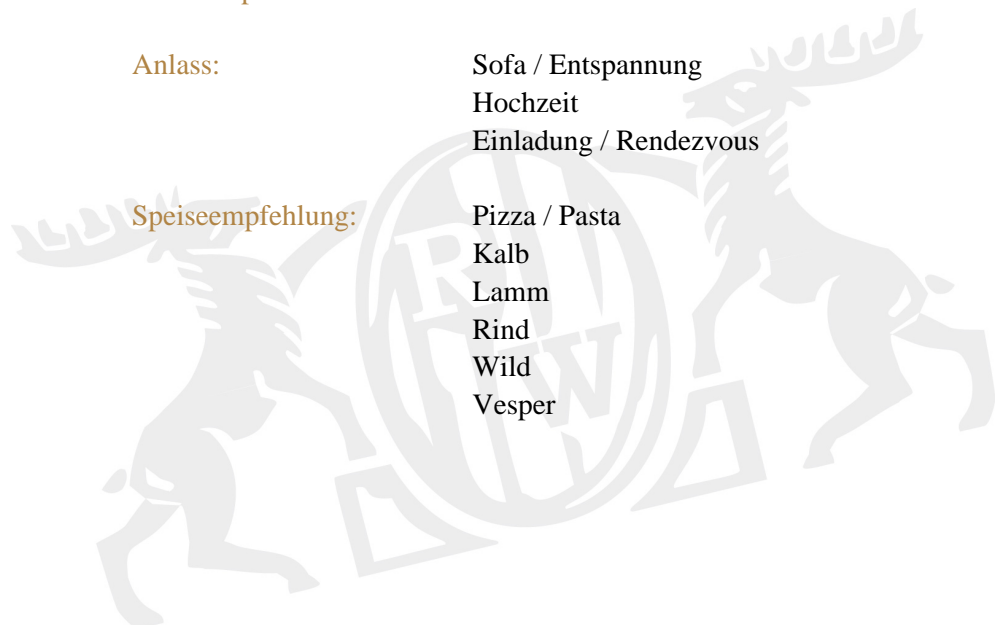 Anlass: Sofa / Entspannung
Hochzeit
Einladung / Rendezvous
Speiseempfehlung: Pizza / Pasta
Kalb
Lamm
Rind
Wild
Vesper
R
W